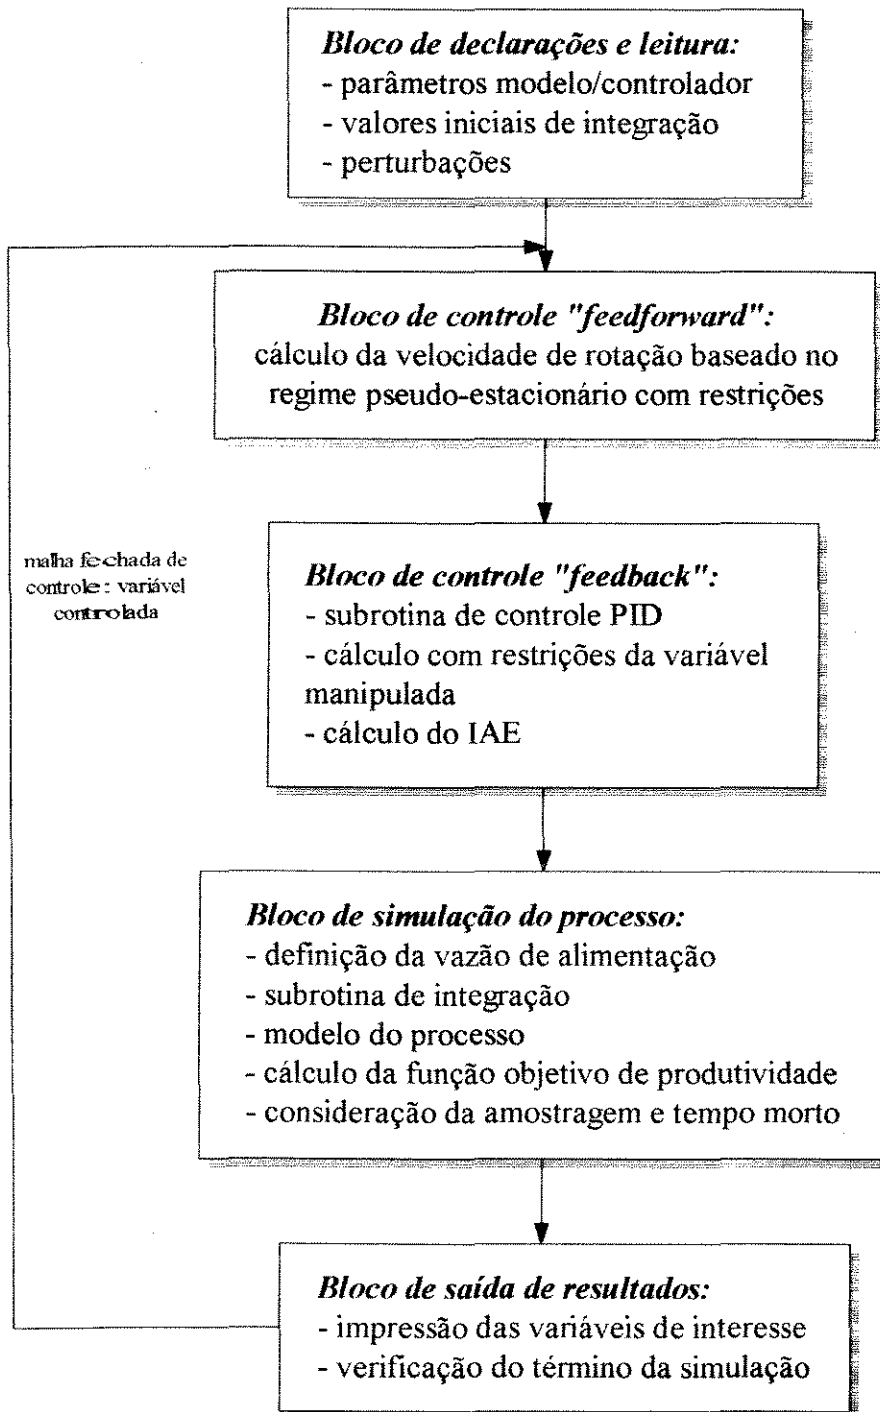 Bloco de declarações e leitura:
- parâmetros modelo/controlador
- valores iniciais de integração
- perturbações
Bloco de controle "feedforward":
cálculo da velocidade de rotação baseado no
regime pseudo-estacionário com restrições
malha fechada de
controle : variável
controlada
Bloco de controle "feedback":
- subrotina de controle PID
- cálculo com restrições da variável
manipulada
- cálculo do IAE
Bloco de simulação do processo:
- definição da vazão de alimentação
- subrotina de integração
- modelo do processo
- cálculo da função objetivo de produtividade
- consideração da amostragem e tempo morto
Bloco de saída de resultados:
- impressão das variáveis de interesse
- verificação do término da simulação